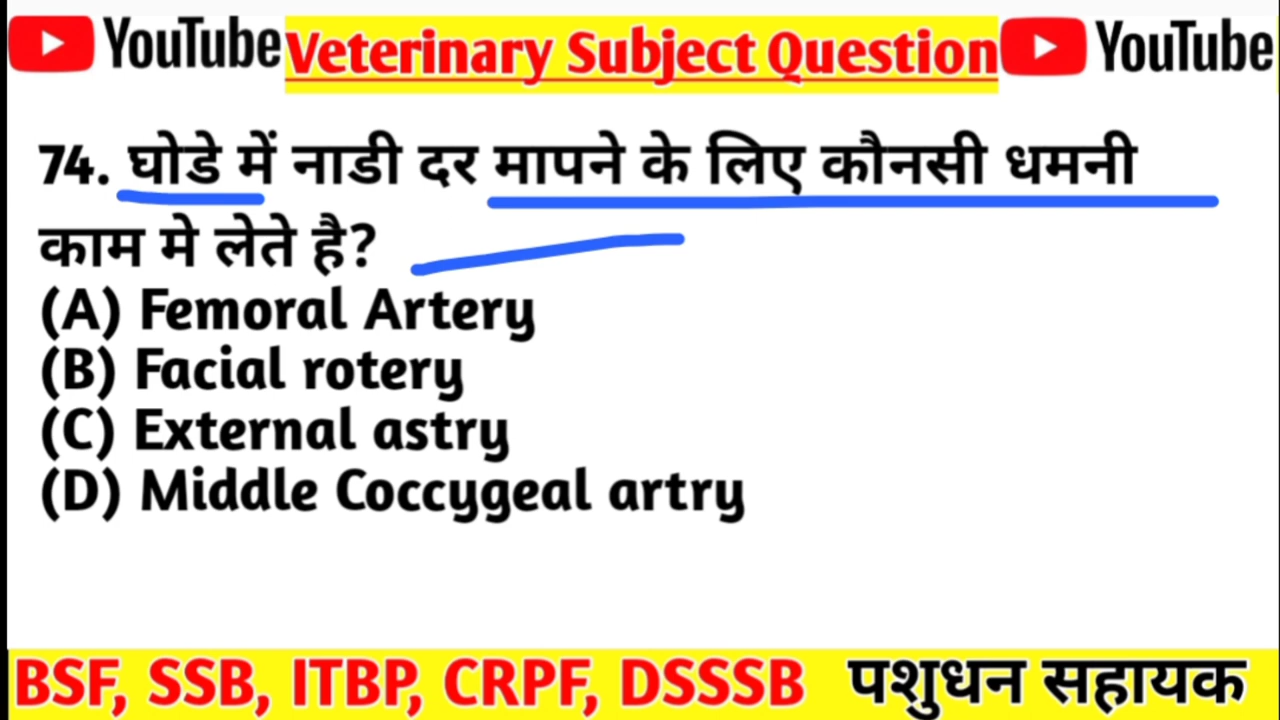 YouTube Veterinary Subject Question YouTube
74. घोडे में नाडी दर मापने के लिए कौनसी धमनी
काम मे लेते है?
(A) Femoral Artery
(B) Facial rotery
(C) External astry
(D) Middle Coccygeal artry
BSF, SSB, ITBP, CRPF, DSSSB पशुधन सहायक